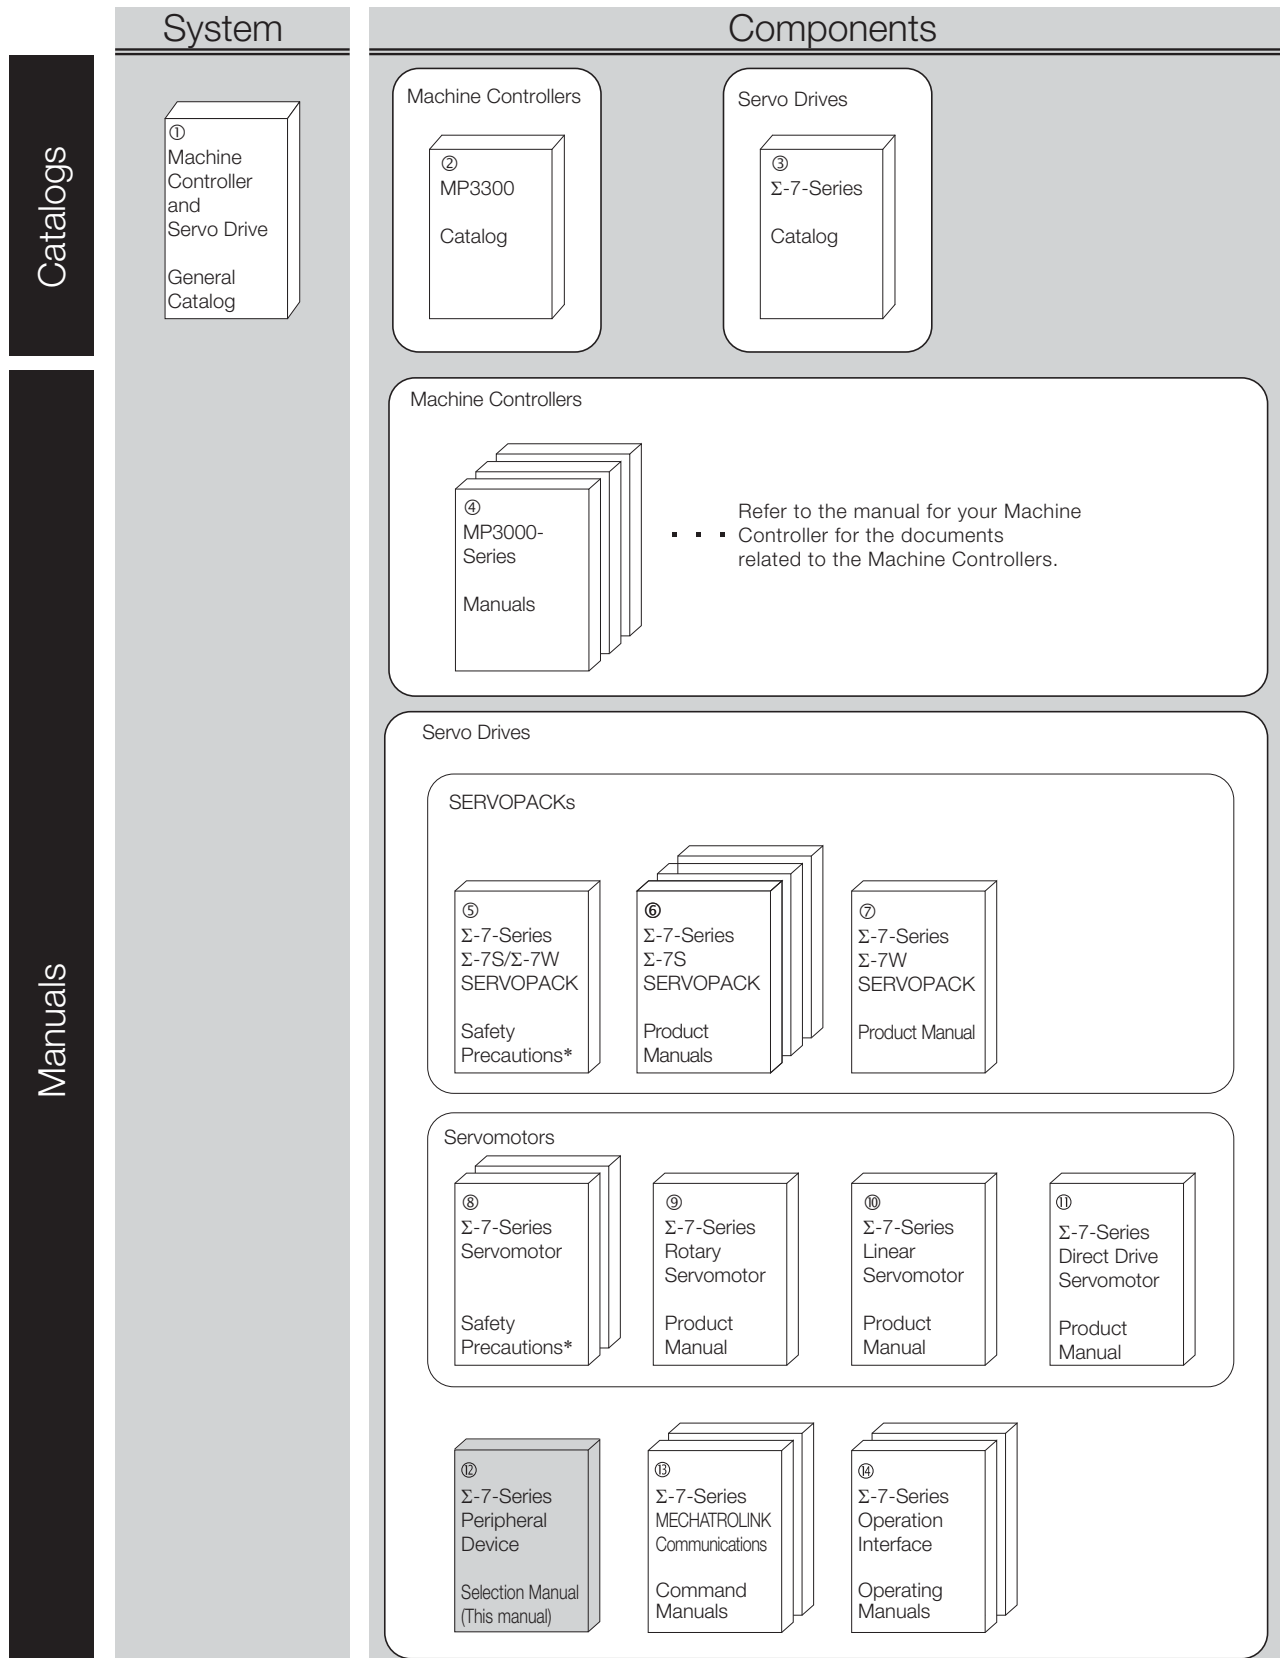 System
Components
Catalogs
①
Machine
Controller
and
Servo Drive
General
Catalog
Machine Controllers
②
MP3300
Catalog
Servo Drives
③
Σ-7-Series
Catalog
Manuals
Machine Controllers
④
MP3000-
Series
Manuals
Refer to the manual for your Machine
Controller for the documents
related to the Machine Controllers.
Servo Drives
SERVOPACKs
⑤
Σ-7-Series
Σ-7S/Σ-7W
SERVOPACK
Safety
Precautions*
⑥
Σ-7-Series
Σ-7S
SERVOPACK
Product
Manuals
⑦
Σ-7-Series
Σ-7W
SERVOPACK
Product Manual
Servomotors
⑧
Σ-7-Series
Servomotor
Safety
Precautions*
⑨
Σ-7-Series
Rotary
Servomotor
Product
Manual
⑩
Σ-7-Series
Linear
Servomotor
Product
Manual
⑪
Σ-7-Series
Direct Drive
Servomotor
Product
Manual
⑫
Σ-7-Series
Peripheral
Device
Selection Manual
(This manual)
⑬
Σ-7-Series
MECHATROLINK
Communications
Command
Manuals
⑭
Σ-7-Series
Operation
Interface
Operating
Manuals